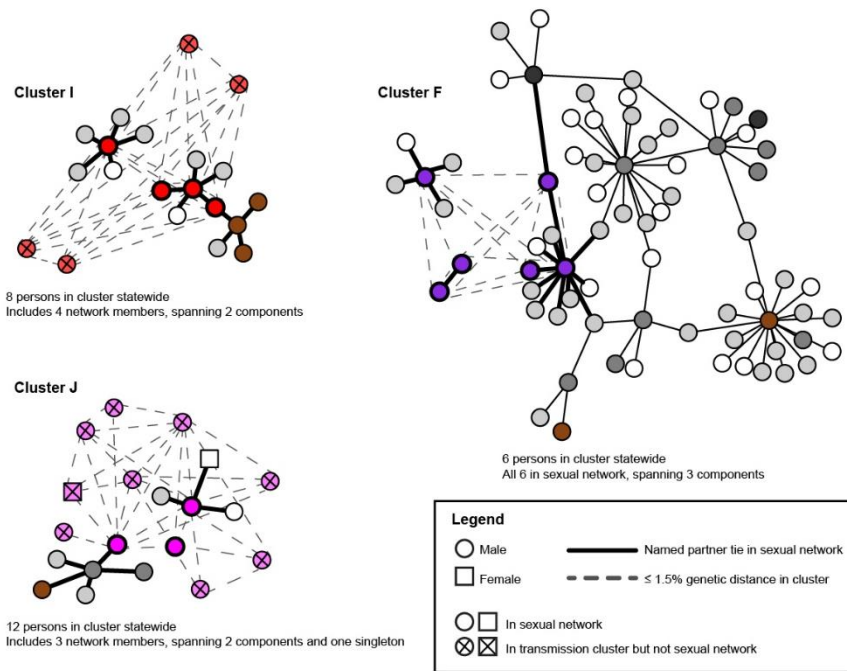 Cluster I
8 persons in cluster statewide
Includes 4 network members, spanning 2 components
Cluster F
6 persons in cluster statewide
All 6 in sexual network, spanning 3 components
Cluster J
12 persons in cluster statewide
Includes 3 network members, spanning 2 components and one singleton
Legend
Male
Named partner tie in sexual network
Female
≤ 1.5% genetic distance in cluster
In sexual network
In transmission cluster but not sexual network